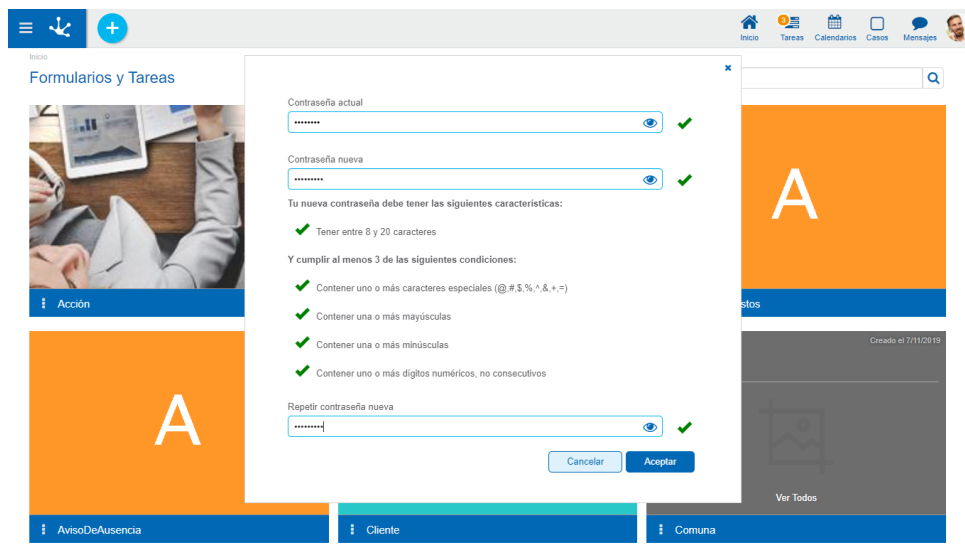 3
Inicio
Tareas
Calendarios
Casos
Mensajes
Inicio
Formularios y Tareas
Contraseña actual
••••••••
Contraseña nueva
•••••••••
Tu nueva contraseña debe tener las siguientes características:
Tener entre 8 y 20 caracteres
Y cumplir al menos 3 de las siguientes condiciones:
Contener uno o más caracteres especiales (@,#,$,%,^,&,+,=)
Contener una o más mayúsculas
Contener una o más minúsculas
Contener uno o más dígitos numéricos, no consecutivos
Repetir contraseña nueva
•••••••••
Cancelar
Aceptar
A
Acción
stos
A
Creado el 7/11/2019
Ver Todos
AvisoDeAusencia
Cliente
Comuna